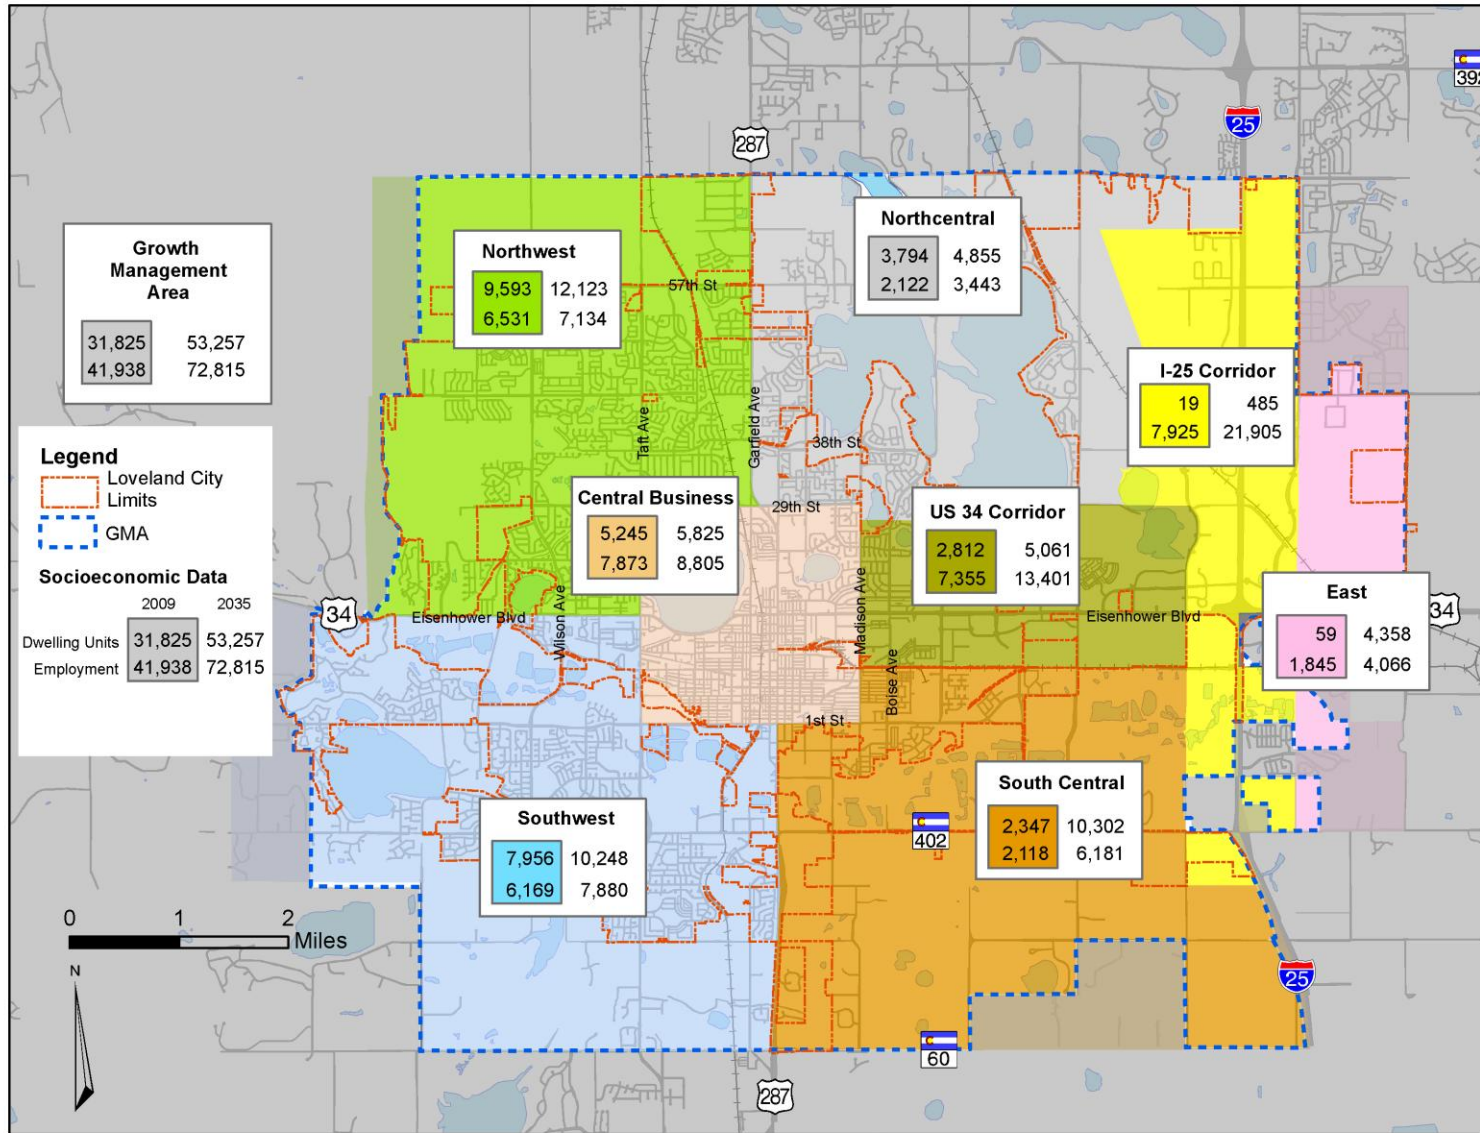 392
25
287
Growth
Management
Area
31,825 53,257
41,938 72,815
Northwest
9,593 12,123
6,531 7,134
Northcentral
3,794 4,855
2,122 3,443
57th St
I-25 Corridor
19 485
7,925 21,905
Taft Ave
Garfield Ave
38th St
29th St
Legend
Loveland City
Limits
GMA
Socioeconomic Data
2009 2035
Dwelling Units 31,825 53,257
Employment 41,938 72,815
Central Business
5,245 5,825
7,873 8,805
US 34 Corridor
2,812 5,061
7,355 13,401
East
59 4,358
1,845 4,066
34
34
Eisenhower Blvd
Eisenhower Blvd
Wilson Ave
Madison Ave
Boise Ave
1st St
South Central
2,347 10,302
2,118 6,181
402
Southwest
7,956 10,248
6,169 7,880
0 1 2
Miles
N
25
60
287